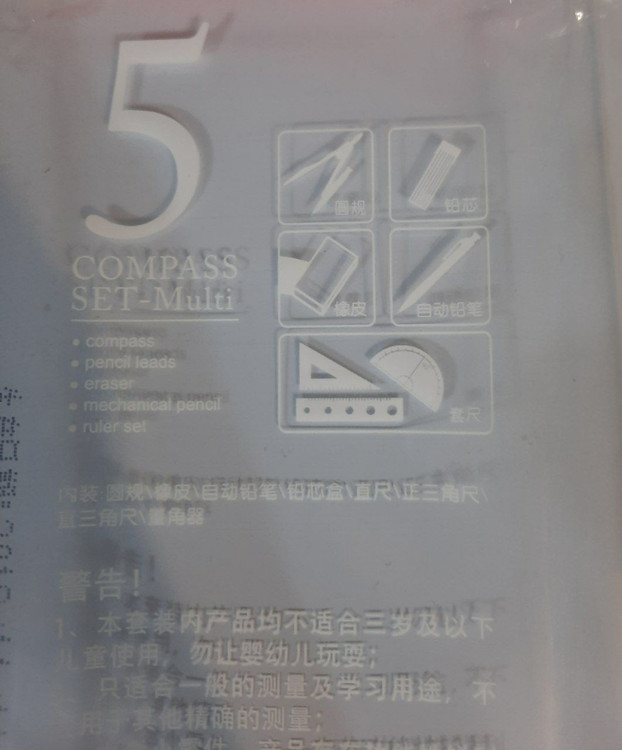 5
COMPASS
SET-Multi
• compass
• pencil leads
• eraser
• mechanical pencil
• ruler set
圆规
铅芯
橡皮
自动铅笔
套尺
内装:圆规\橡皮\自动铅笔\铅芯盒\直尺\正三角尺\
直三角尺\量角器
警告!
1、本套装内产品均不适合三岁及以下
儿童使用,勿让婴幼儿玩耍;
只适合一般的测量及学习用途,不
用于其他精确的测量;